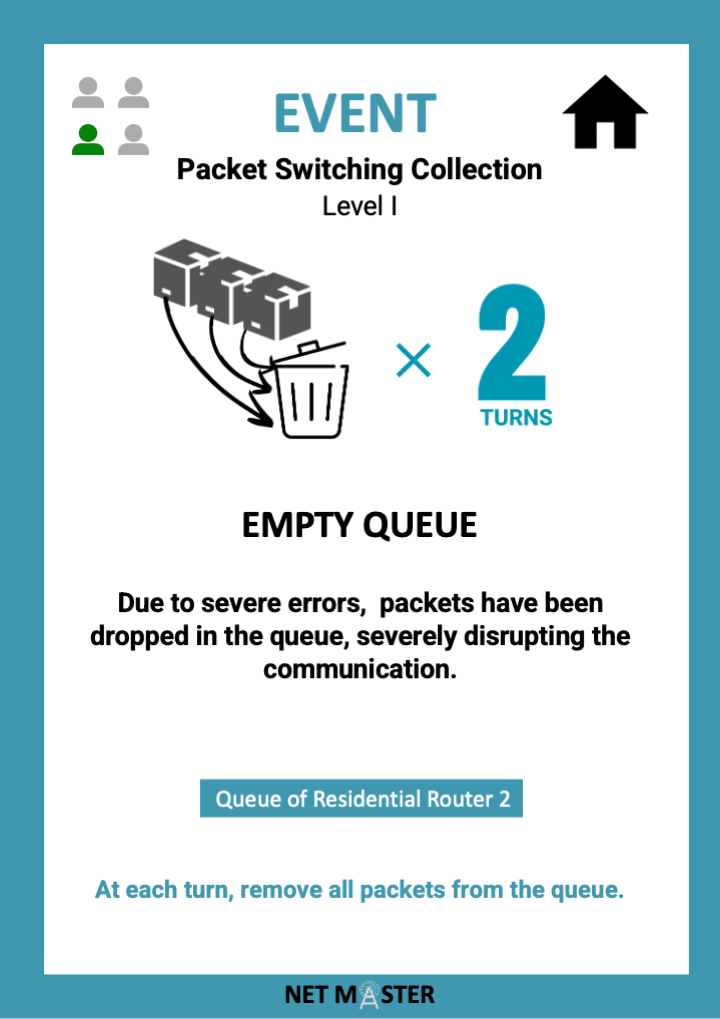 EVENT
Packet Switching Collection
Level I
× 2
TURNS
EMPTY QUEUE
Due to severe errors,  packets have been
dropped in the queue, severely disrupting the
communication.
Queue of Residential Router 2
At each turn, remove all packets from the queue.
NET MASTER